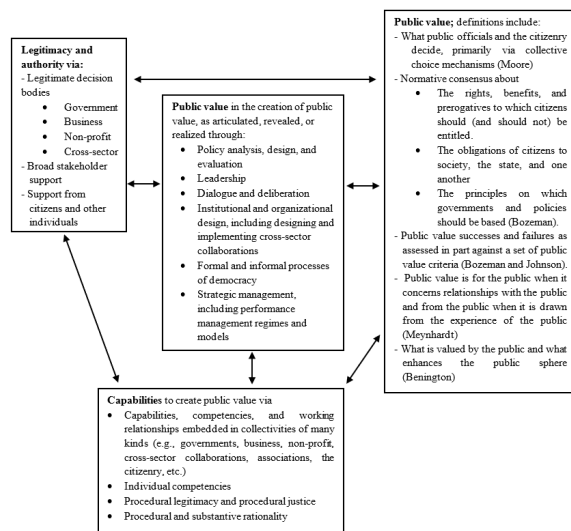 Legitimacy and
authority via:
- Legitimate decision
bodies
• Government
• Business
• Non-profit
• Cross-sector
- Broad stakeholder
support
- Support from
citizens and other
individuals
Public value in the creation of public
value, as articulated, revealed, or
realized through:
• Policy analysis, design, and
evaluation
• Leadership
• Dialogue and deliberation
• Institutional and organizational
design, including designing and
implementing cross-sector
collaborations
• Formal and informal processes of
democracy
• Strategic management,
including performance
management regimes and
models
Public value; definitions include:
- What public officials and the citizenry
decide, primarily via collective
choice mechanisms (Moore)
- Normative consensus about
• The rights, benefits, and
prerogatives to which citizens
should (and should not) be
entitled.
• The obligations of citizens to
society, the state, and one
another
• The principles on which
governments and policies
should be based (Bozeman).
- Public value successes and failures as
assessed in part against a set of public
value criteria (Bozeman and Johnson).
- Public value is for the public when it
concerns relationships with the public
and from the public when it is drawn
from the experience of the public
(Meynhardt)
- What is valued by the public and what
enhances the public sphere
(Benington)
Capabilities to create public value via
• Capabilities, competencies, and working
relationships embedded in collectivities of many
kinds (e.g., governments, business, non-profit,
cross-sector collaborations, associations, the
citizenry, etc.)
• Individual competencies
• Procedural legitimacy and procedural justice
• Procedural and substantive rationality